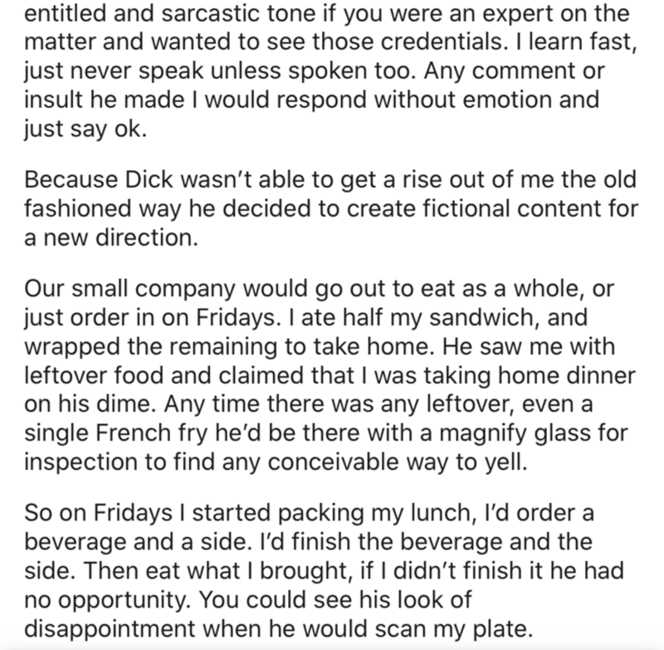 entitled and sarcastic tone if you were an expert on the
matter and wanted to see those credentials. I learn fast,
just never speak unless spoken too. Any comment or
insult he made I would respond without emotion and
just say ok.
Because Dick wasn’t able to get a rise out of me the old
fashioned way he decided to create fictional content for
a new direction.
Our small company would go out to eat as a whole, or
just order in on Fridays. I ate half my sandwich, and
wrapped the remaining to take home. He saw me with
leftover food and claimed that I was taking home dinner
on his dime. Any time there was any leftover, even a
single French fry he’d be there with a magnify glass for
inspection to find any conceivable way to yell.
So on Fridays I started packing my lunch, I’d order a
beverage and a side. I’d finish the beverage and the
side. Then eat what I brought, if I didn’t finish it he had
no opportunity. You could see his look of
disappointment when he would scan my plate.